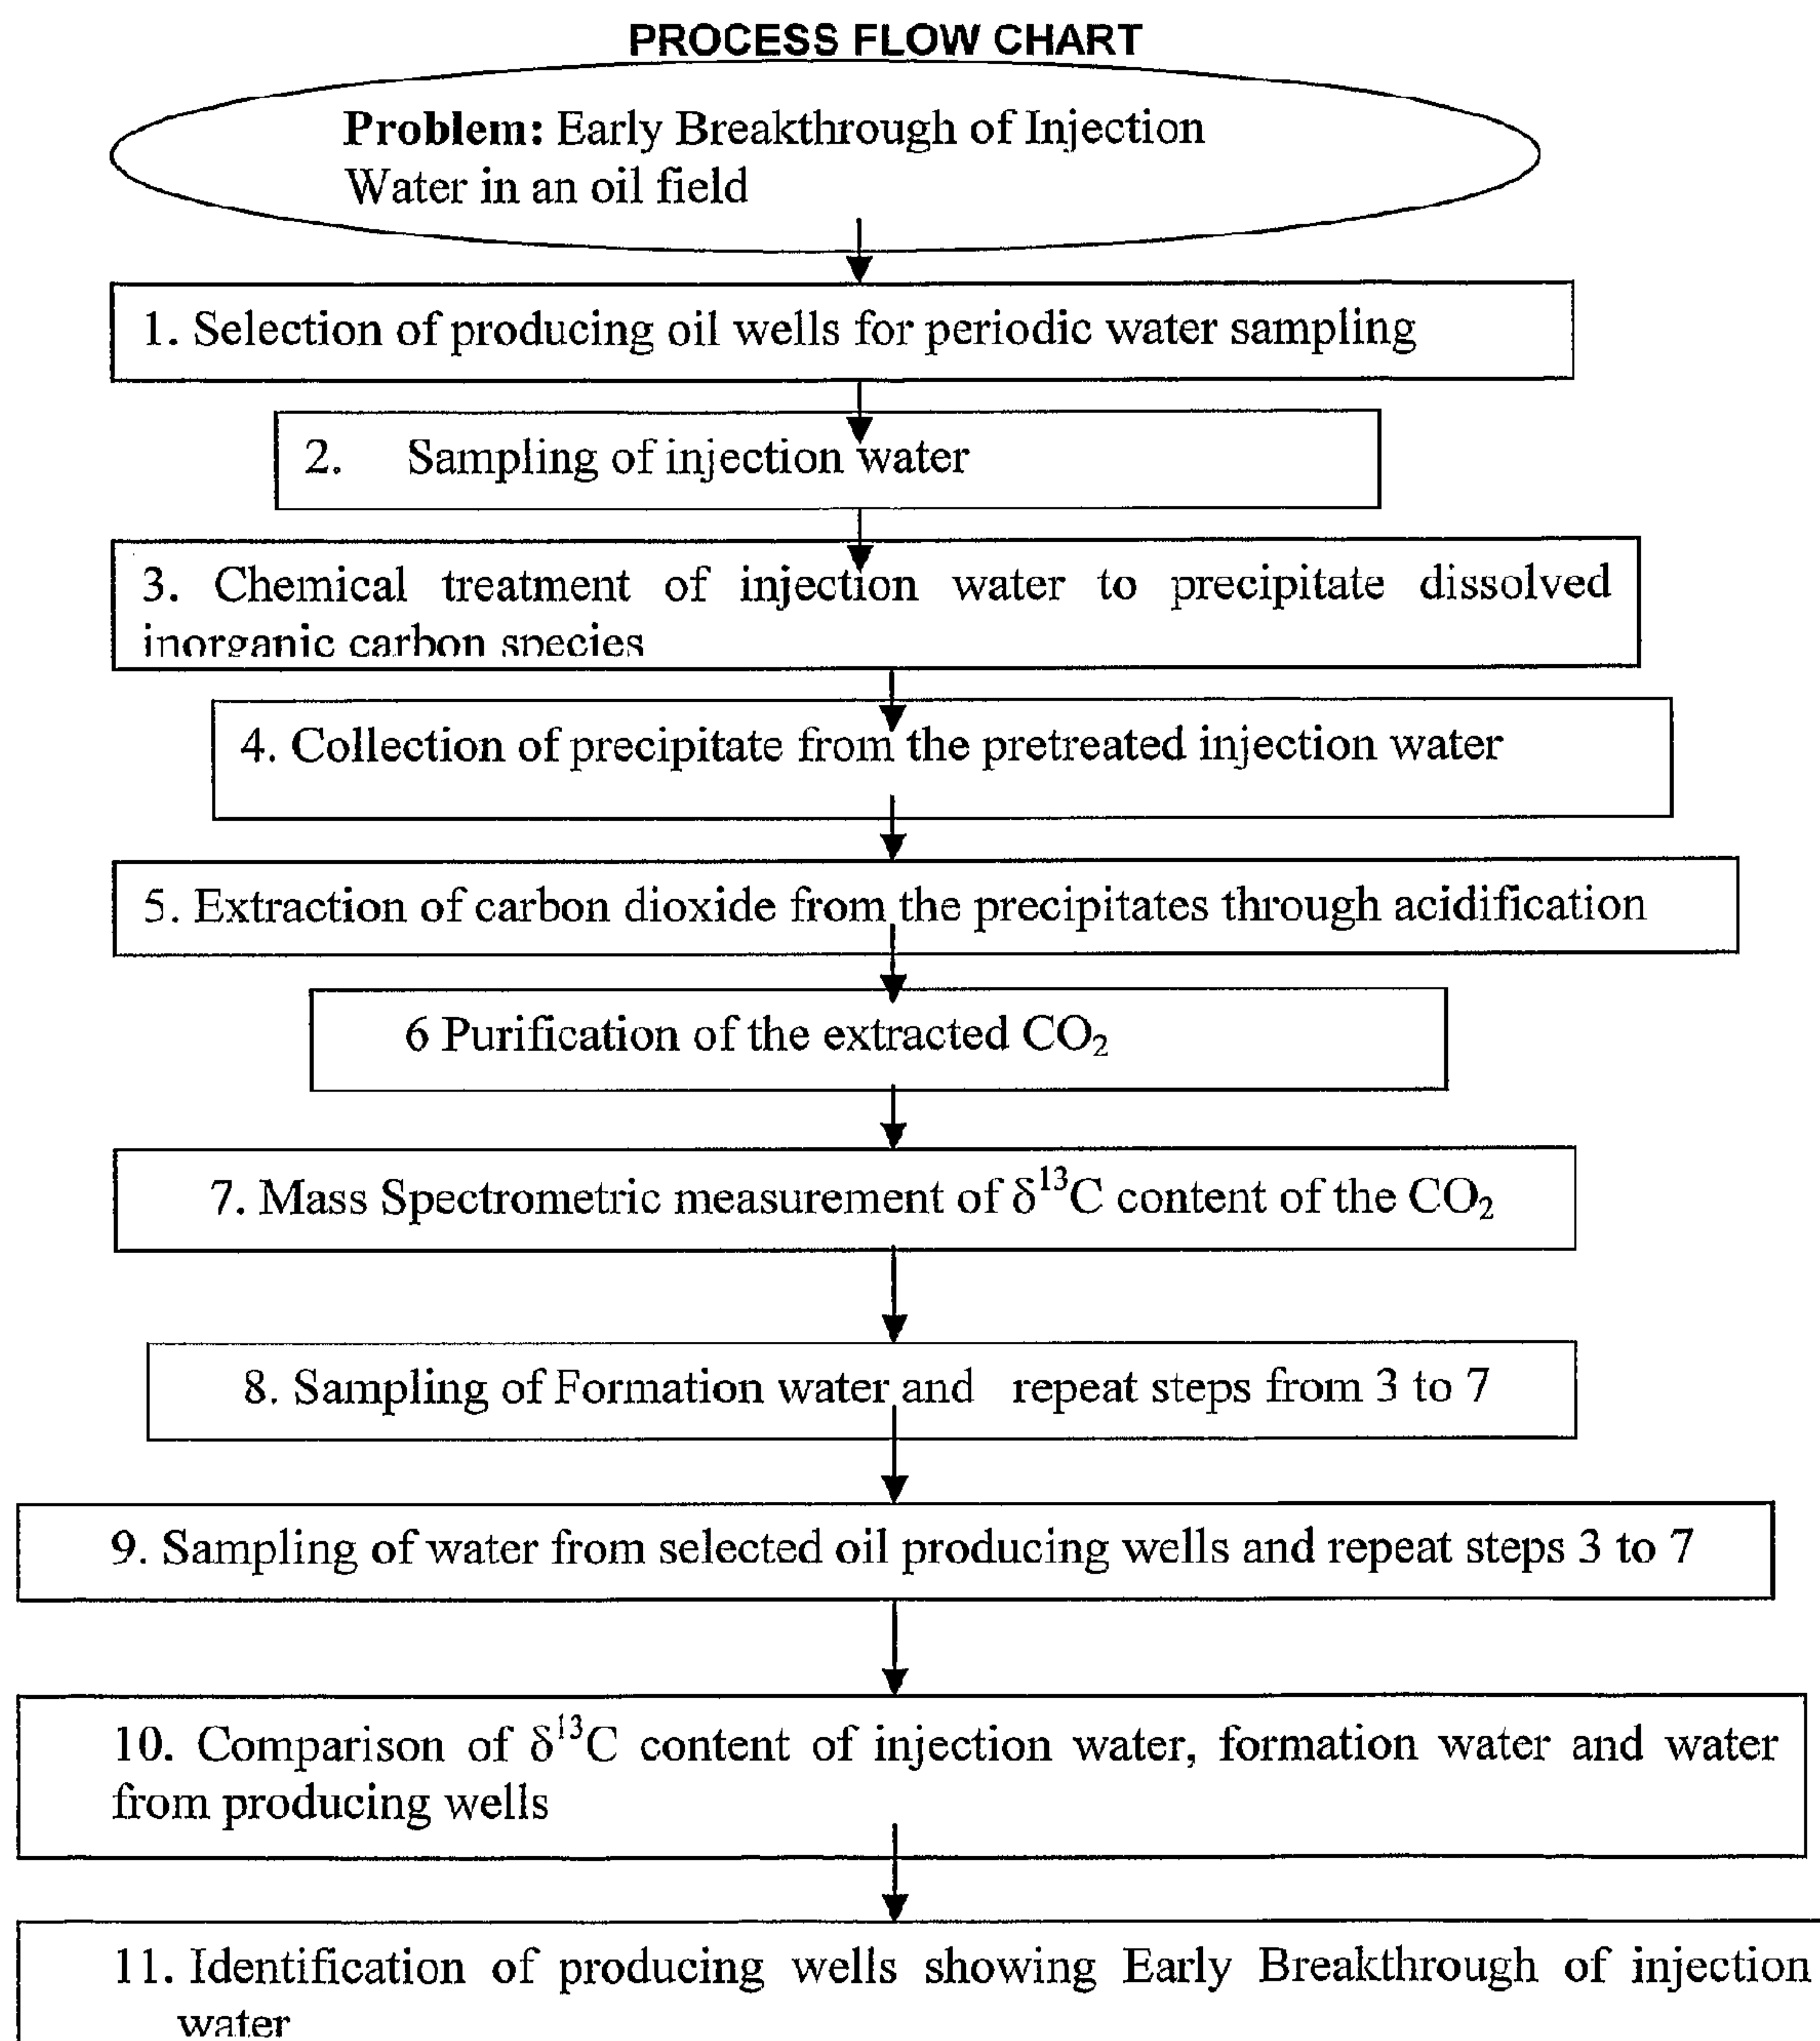 PROCESS FLOW CHART
Problem: Early Breakthrough of Injection
Water in an oil field
1. Selection of producing oil wells for periodic water sampling
2. Sampling of injection water
3. Chemical treatment of injection water to precipitate dissolved
inorganic carbon species
4. Collection of precipitate from the pretreated injection water
5. Extraction of carbon dioxide from the precipitates through acidification
6 Purification of the extracted CO₂
7. Mass Spectrometric measurement of δ¹³C content of the CO₂
8. Sampling of Formation water and repeat steps from 3 to 7
9. Sampling of water from selected oil producing wells and repeat steps 3 to 7
10. Comparison of δ¹³C content of injection water, formation water and water
from producing wells
11. Identification of producing wells showing Early Breakthrough of injection
water